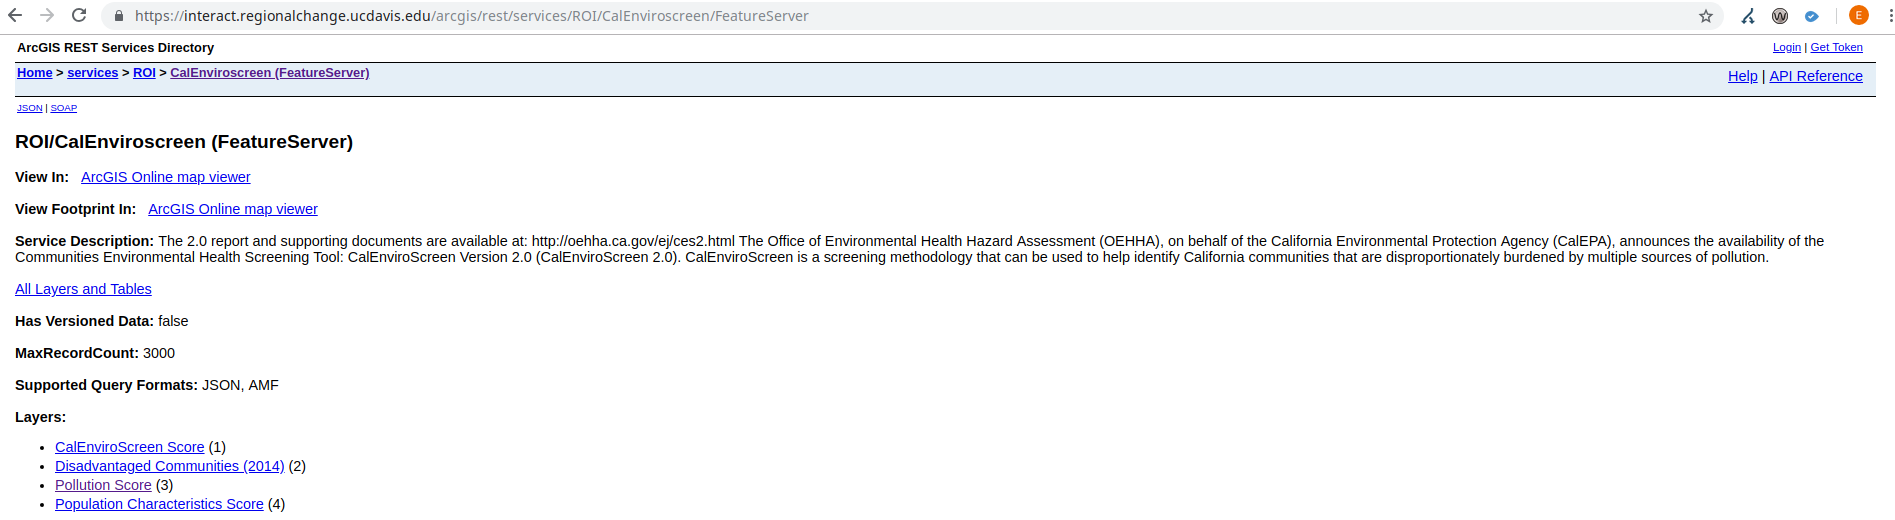 https://interact.regionalchange.ucdavis.edu/arcgis/rest/services/ROI/CalEnviroscreen/FeatureServer
E
ArcGIS REST Services Directory
Login | Get Token
Home > services > ROI > CalEnviroscreen (FeatureServer)
Help | API Reference
JSON | SOAP
ROI/CalEnviroscreen (FeatureServer)
View In: ArcGIS Online map viewer
View Footprint In: ArcGIS Online map viewer
Service Description: The 2.0 report and supporting documents are available at: http://oehha.ca.gov/ej/ces2.html The Office of Environmental Health Hazard Assessment (OEHHA), on behalf of the California Environmental Protection Agency (CalEPA), announces the availability of the
Communities Environmental Health Screening Tool: CalEnviroScreen Version 2.0 (CalEnviroScreen 2.0). CalEnviroScreen is a screening methodology that can be used to help identify California communities that are disproportionately burdened by multiple sources of pollution.
All Layers and Tables
Has Versioned Data: false
MaxRecordCount: 3000
Supported Query Formats: JSON, AMF
Layers:
• CalEnviroScreen Score (1)
• Disadvantaged Communities (2014) (2)
• Pollution Score (3)
• Population Characteristics Score (4)